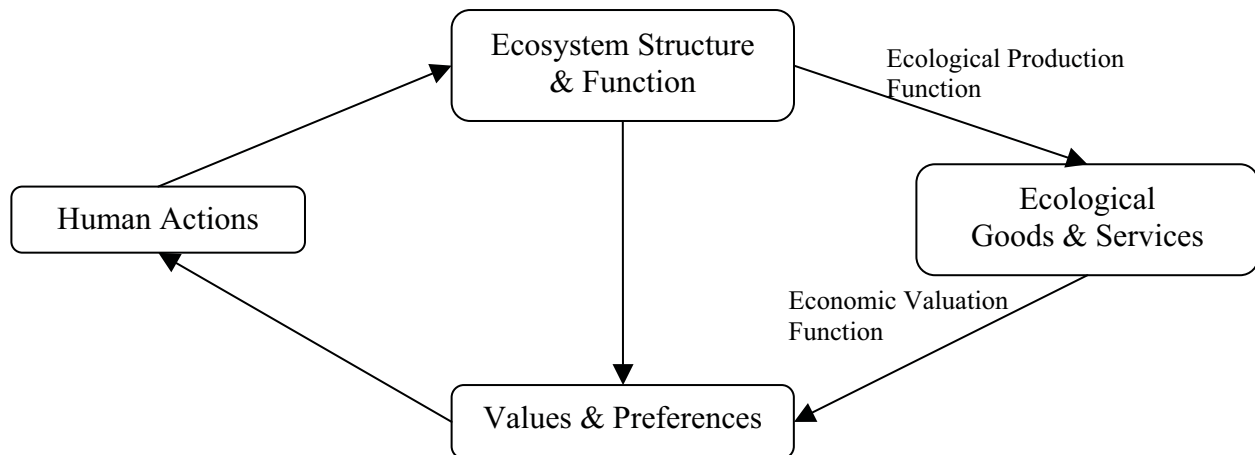 Ecosystem Structure
& Function
Ecological Production
Function
Human Actions
Ecological
Goods & Services
Economic Valuation
Function
Values & Preferences